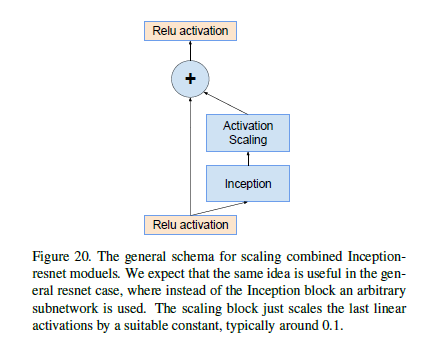 Relu activation
+
Activation
Scaling
Inception
Relu activation
Figure 20. The general schema for scaling combined Inception-
resnet moduels. We expect that the same idea is useful in the gen-
eral resnet case, where instead of the Inception block an arbitrary
subnetwork is used. The scaling block just scales the last linear
activations by a suitable constant, typically around 0.1.